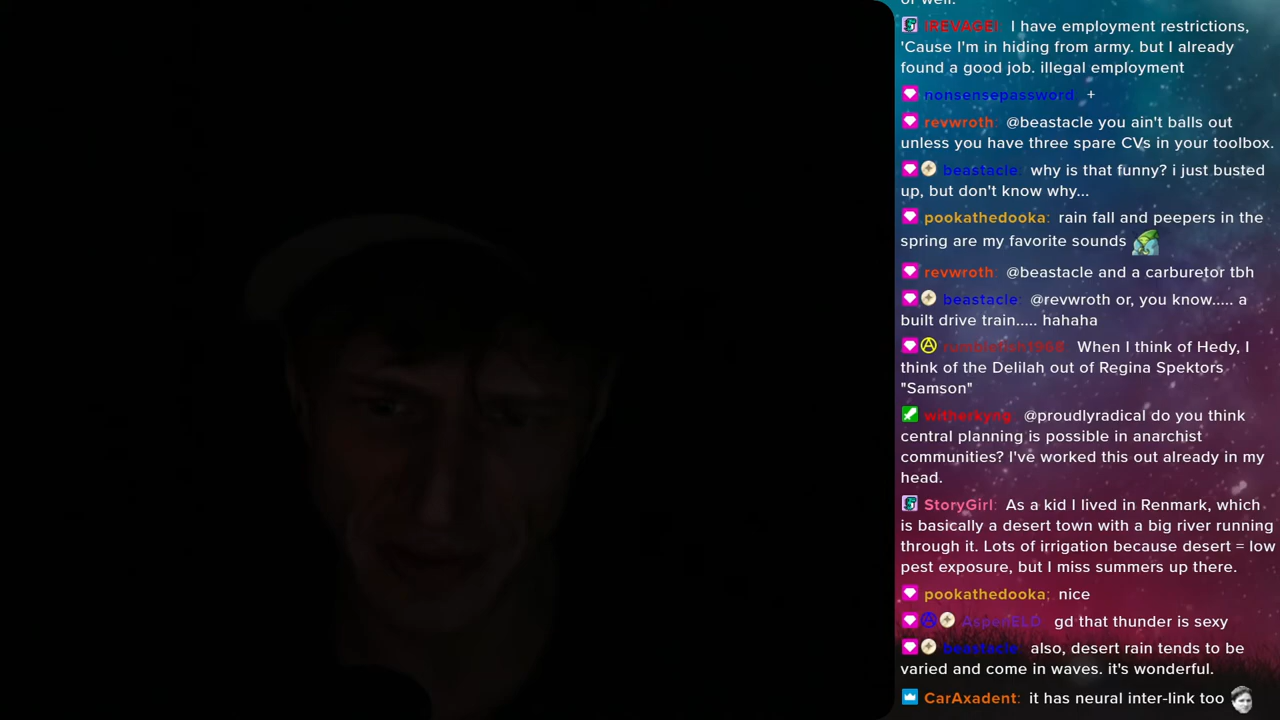 of well.
!REVAGE!: I have employment restrictions,
'Cause I'm in hiding from army. but I already
found a good job. illegal employment
nonsensepassword: +
revwroth: @beastacle you ain't balls out
unless you have three spare CVs in your toolbox.
beastacle: why is that funny? i just busted
up, but don't know why...
pookathedooka: rain fall and peepers in the
spring are my favorite sounds
revwroth: @beastacle and a carburetor tbh
beastacle: @revwroth or, you know..... a
built drive train..... hahaha
When I think of Hedy, I
think of the Delilah out of Regina Spektors
"Samson"
witherkyng: @proudlyradical do you think
central planning is possible in anarchist
communities? I've worked this out already in my
head.
StoryGirl: As a kid I lived in Renmark, which
is basically a desert town with a big river running
through it. Lots of irrigation because desert = low
pest exposure, but I miss summers up there.
pookathedooka: nice
AspenELD: gd that thunder is sexy
beastacle: also, desert rain tends to be
varied and come in waves. it's wonderful.
CarAxadent: it has neural inter-link too